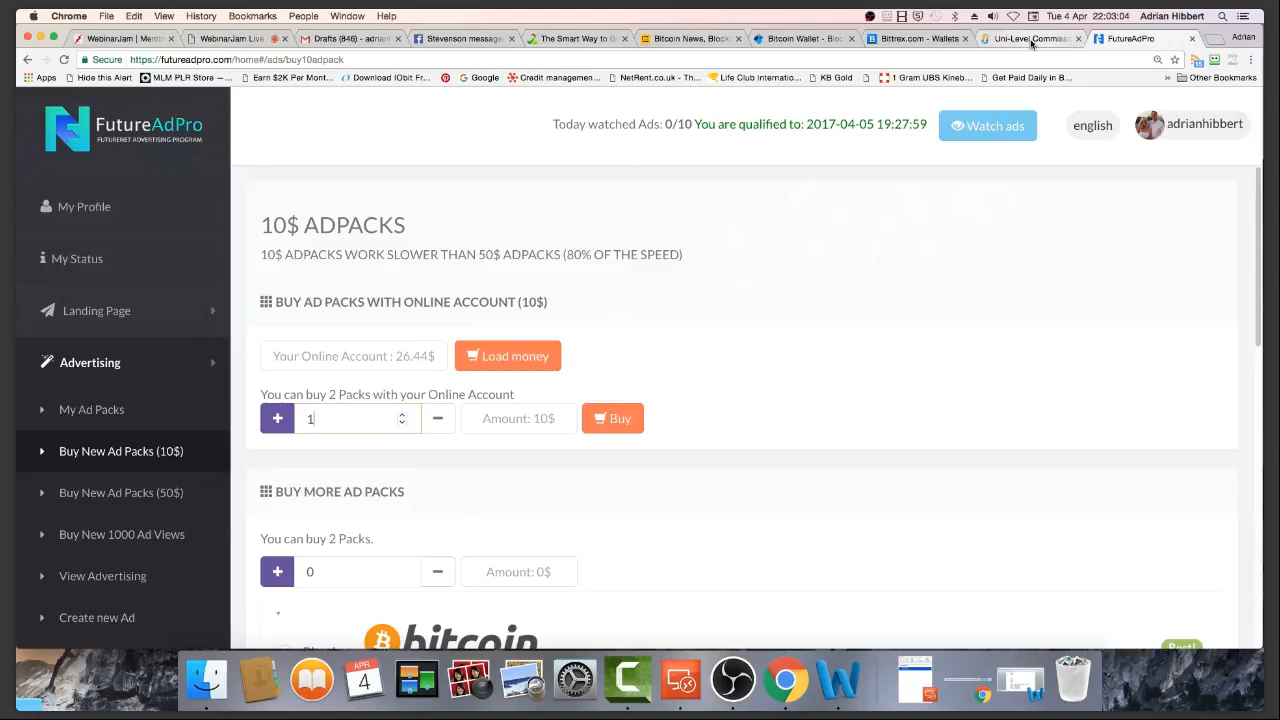 Chrome File Edit View History Bookmarks People Window Help Tue 4 Apr 22:03:04 Adrian Hibbert
WebinarJam | Memb WebinarJam Live Drafts (846) - adrian Stevenson message The Smart Way to G Bitcoin News, Block Bitcoin Wallet - Bloc Bittrex.com - Wallets Uni-Level Commiss FutureAdPro Adrian
Secure https://futureadpro.com/home#/ads/buy10adpack
Apps Hide this Alert MLM PLR Store - ... Earn $2K Per Mont... Download IObit Fr... Google Credit managemen... NetRent.co.uk - Th... Life Club internatio... KB Gold 1 Gram UBS Kineb... Get Paid Daily in B... » Other Bookmarks
FutureAdPro
FUTURENET ADVERTISING PROGRAM
Today watched Ads: 0/10 You are qualified to: 2017-04-05 19:27:59 Watch ads english adrianhibbert
My Profile
My Status
Landing Page
Advertising
My Ad Packs
Buy New Ad Packs (10$)
Buy New Ad Packs (50$)
Buy New 1000 Ad Views
View Advertising
Create new Ad
10$ ADPACKS
10$ ADPACKS WORK SLOWER THAN 50$ ADPACKS (80% OF THE SPEED)
BUY AD PACKS WITH ONLINE ACCOUNT (10$)
Your Online Account : 26.44$ Load money
You can buy 2 Packs with your Online Account
+ 1 − Amount: 10$ Buy
BUY MORE AD PACKS
You can buy 2 Packs.
+ 0 − Amount: 0$
*
bitcoin
APR
4